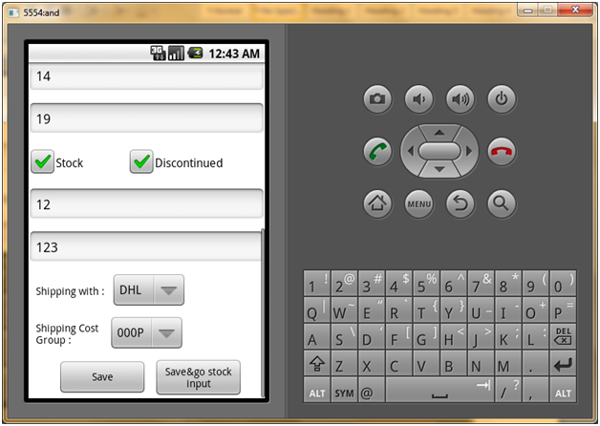 5554:and
3G
12:43 AM
14
19
Stock Discontinued
12
123
Shipping with : DHL
Shipping Cost
Group : 000P
Save Save&go stock
input
MENU
1 ! 2 @ 3 # 4 $ 5 % 6 ^ 7 & 8 * 9 ( 0 )
Q | W ~ E " R ` T { Y } U _ I - O + P =
A S \ D ' F [ G ] H < J > K ; L : DEL
Z X C V B N M .
ALT SYM @ / ? , ALT